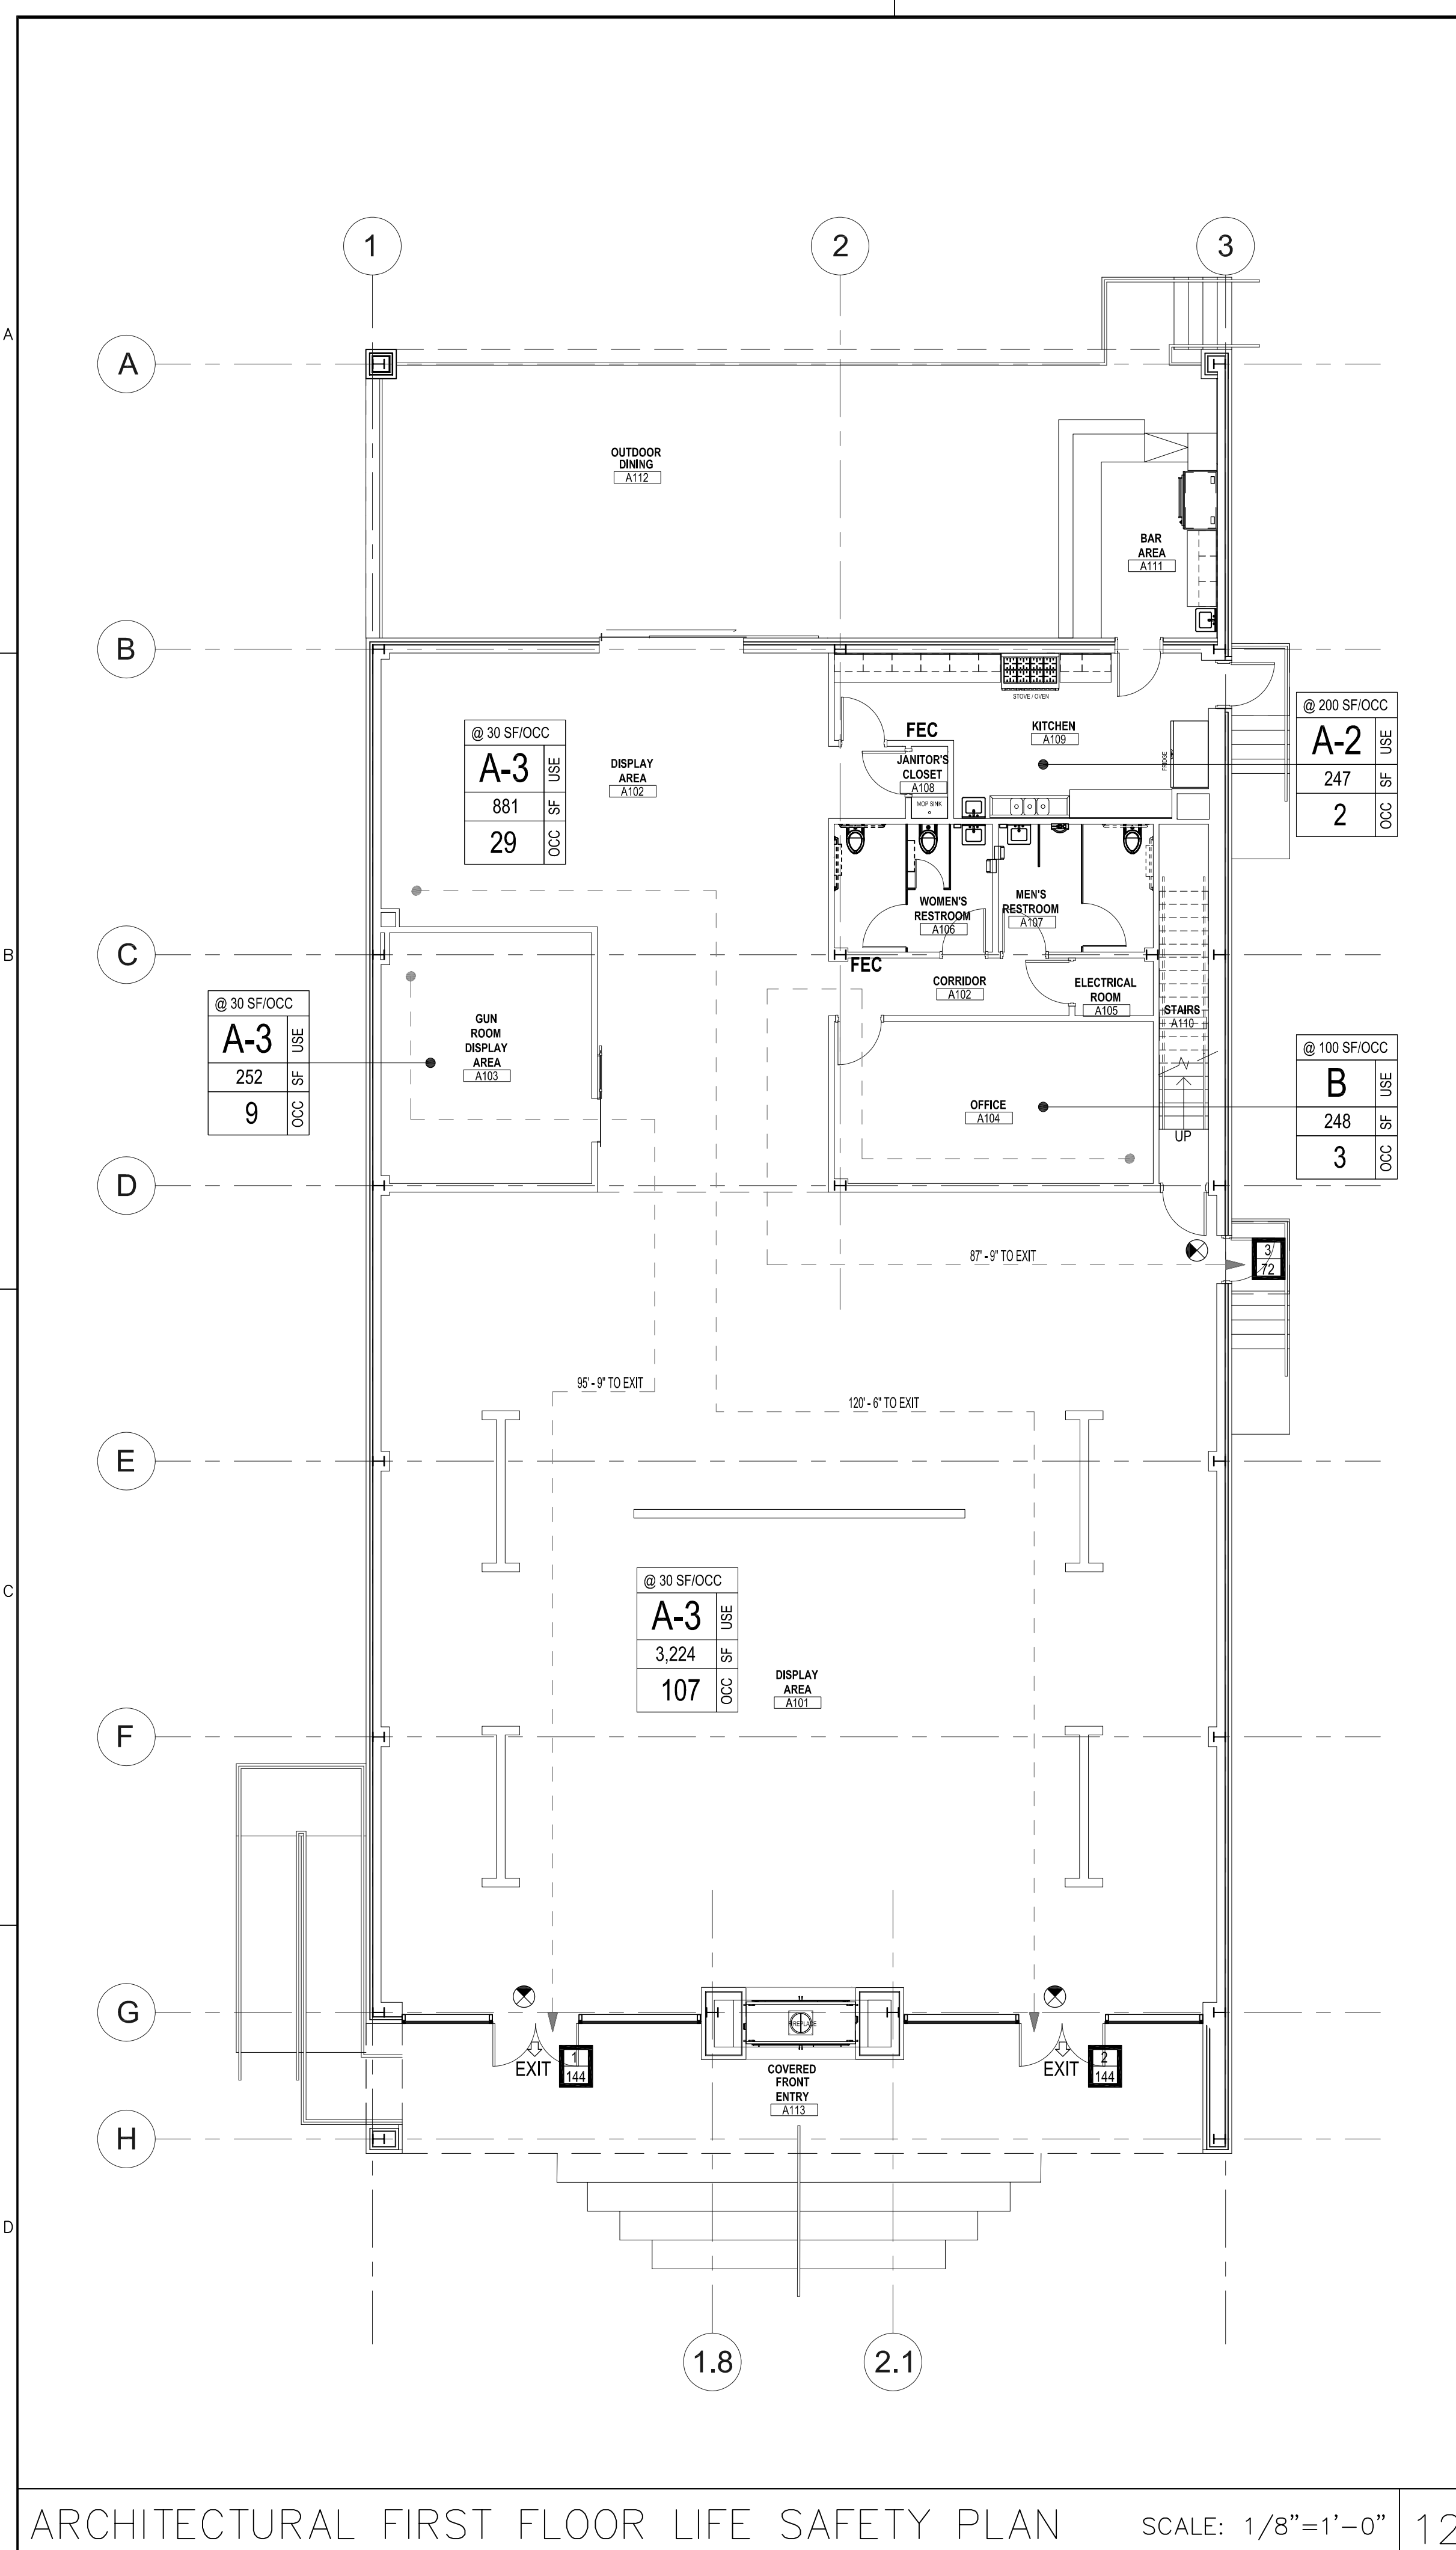 1
2
3
A
A
OUTDOOR
DINING
A112
BAR
AREA
A111
B
STOVE / OVEN
@ 30 SF/OCC
A-3
USE
881
SF
29
OCC
DISPLAY
AREA
A102
FEC
JANITOR'S
CLOSET
A108
MOP SINK
KITCHEN
A109
FRIDGE
@ 200 SF/OCC
A-2
USE
247
SF
2
OCC
WOMEN'S
RESTROOM
A106
MEN'S
RESTROOM
A107
B
C
FEC
CORRIDOR
A102
ELECTRICAL
ROOM
A105
STAIRS
A110
UP
@ 30 SF/OCC
A-3
USE
252
SF
9
OCC
GUN
ROOM
DISPLAY
AREA
A103
OFFICE
A104
@ 100 SF/OCC
B
USE
248
SF
3
OCC
D
87' - 9" TO EXIT
3
72
95' - 9" TO EXIT
120' - 6" TO EXIT
E
C
@ 30 SF/OCC
A-3
USE
3,224
SF
107
OCC
DISPLAY
AREA
A101
F
G
FIREPLACE
EXIT
1
144
EXIT
2
144
COVERED
FRONT
ENTRY
A113
H
D
1.8
2.1
ARCHITECTURAL FIRST FLOOR LIFE SAFETY PLAN
SCALE: 1/8"=1'-0"
12